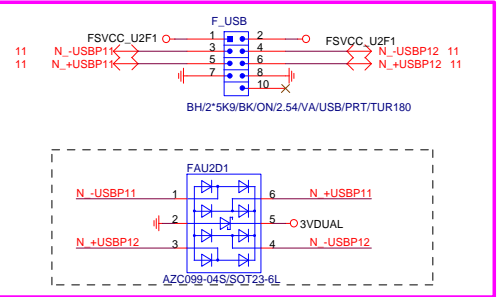 F_USB
FSVCC_U2F1 1 2 FSVCC_U2F1
11 N_-USBP11 3 4 N_-USBP12 11
11 N_+USBP11 5 6 N_+USBP12 11
7 8
10
BH/2*5K9/BK/ON/2.54/VA/USB/PRT/TUR180
FAU2D1
N_-USBP11 1 6 N_+USBP11
2 5 3VDUAL
N_+USBP12 3 4 N_-USBP12
AZC099-04S/SOT23-6L